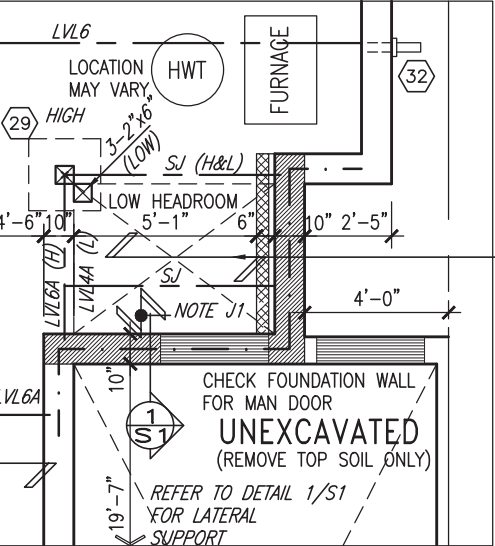 LVL6
LOCATION
MAY VARY
HWT
FURNACE
32
29
HIGH
3-2"x6"
(LOW)
SJ (H&L)
LOW HEADROOM
4'-6" 10" 5'-1" 6" 10" 2'-5"
LVL6A (H)
LVL4A (L)
SJ
4'-0"
NOTE J1
LVL6A
10"
CHECK FOUNDATION WALL
FOR MAN DOOR
1
S1
UNEXCAVATED
(REMOVE TOP SOIL ONLY)
19'-7"
REFER TO DETAIL 1/S1
FOR LATERAL
SUPPORT